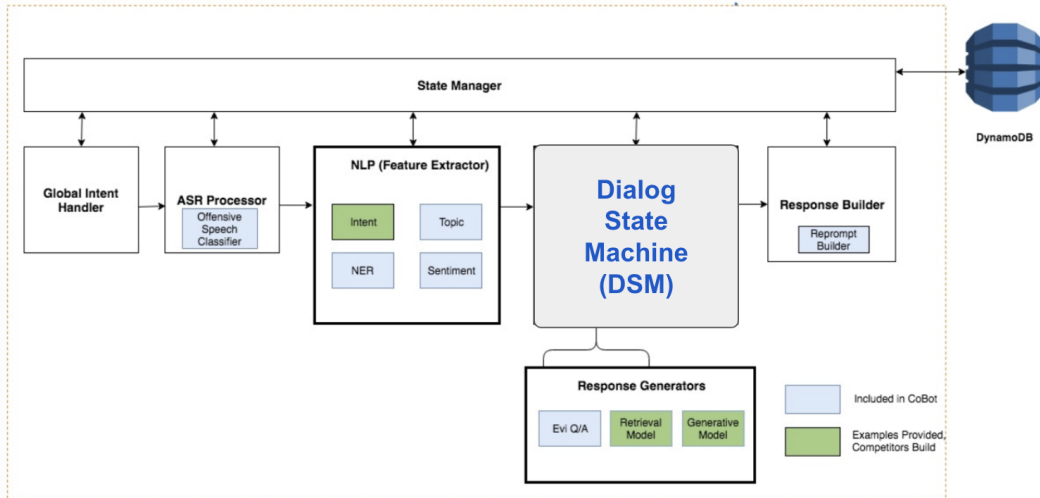 State Manager
DynamoDB
Global Intent
Handler
ASR Processor
Offensive
Speech
Classifier
NLP (Feature Extractor)
Intent
Topic
NER
Sentiment
Dialog
State
Machine
(DSM)
Response Builder
Reprompt
Builder
Response Generators
Evi Q/A
Retrieval
Model
Generative
Model
Included in CoBot
Examples Provided,
Competitors Build